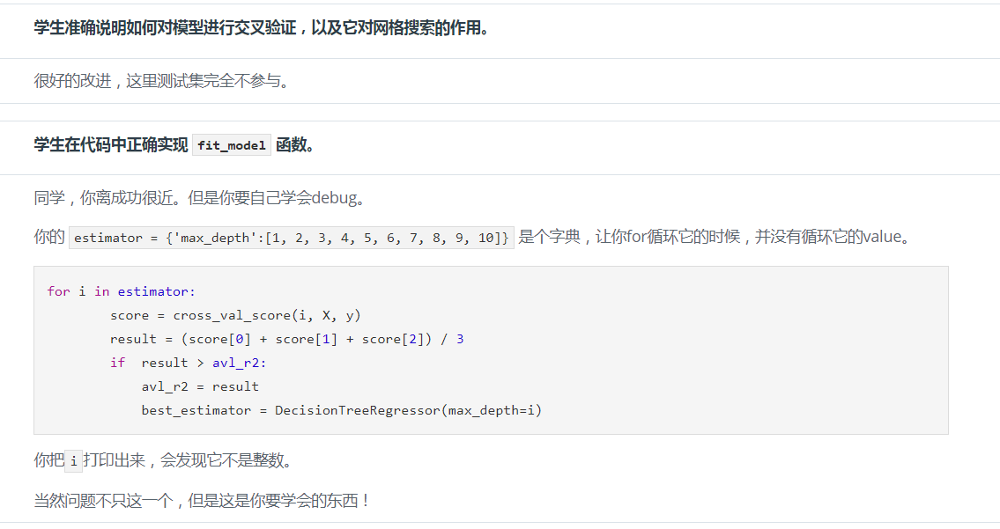 学生准确说明如何对模型进行交叉验证，以及它对网格搜索的作用。
很好的改进，这里测试集完全不参与。
学生在代码中正确实现 fit_model 函数。
同学，你离成功很近。但是你要自己学会debug。
你的 estimator = {'max_depth':[1, 2, 3, 4, 5, 6, 7, 8, 9, 10]} 是个字典，让你for循环它的时候，并没有循环它的value。
for i in estimator:
        score = cross_val_score(i, X, y)
        result = (score[0] + score[1] + score[2]) / 3
        if  result > avl_r2:
            avl_r2 = result
            best_estimator = DecisionTreeRegressor(max_depth=i)
你把 i 打印出来，会发现它不是整数。
当然问题不只这一个，但是这是你要学会的东西！